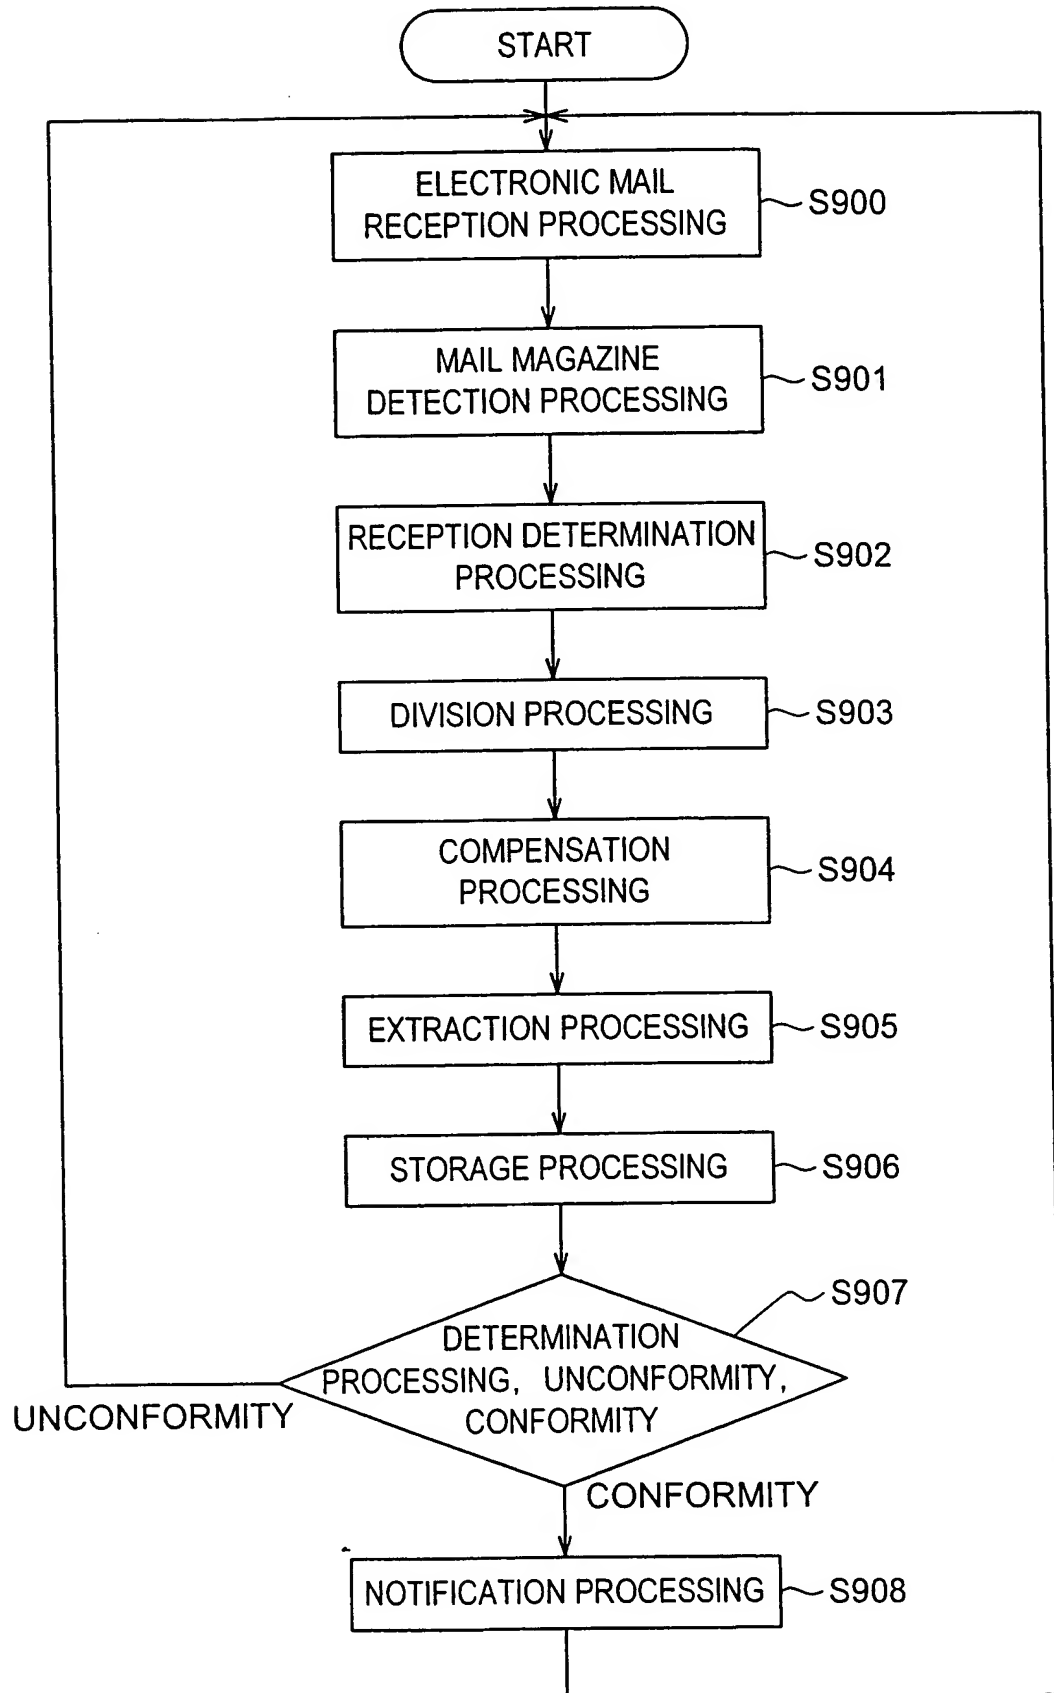 START
ELECTRONIC MAIL
RECEPTION PROCESSING
S900
MAIL MAGAZINE
DETECTION PROCESSING
S901
RECEPTION DETERMINATION
PROCESSING
S902
DIVISION PROCESSING
S903
COMPENSATION
PROCESSING
S904
EXTRACTION PROCESSING
S905
STORAGE PROCESSING
S906
S907
DETERMINATION
PROCESSING, UNCONFORMITY,
CONFORMITY
UNCONFORMITY
CONFORMITY
NOTIFICATION PROCESSING
S908